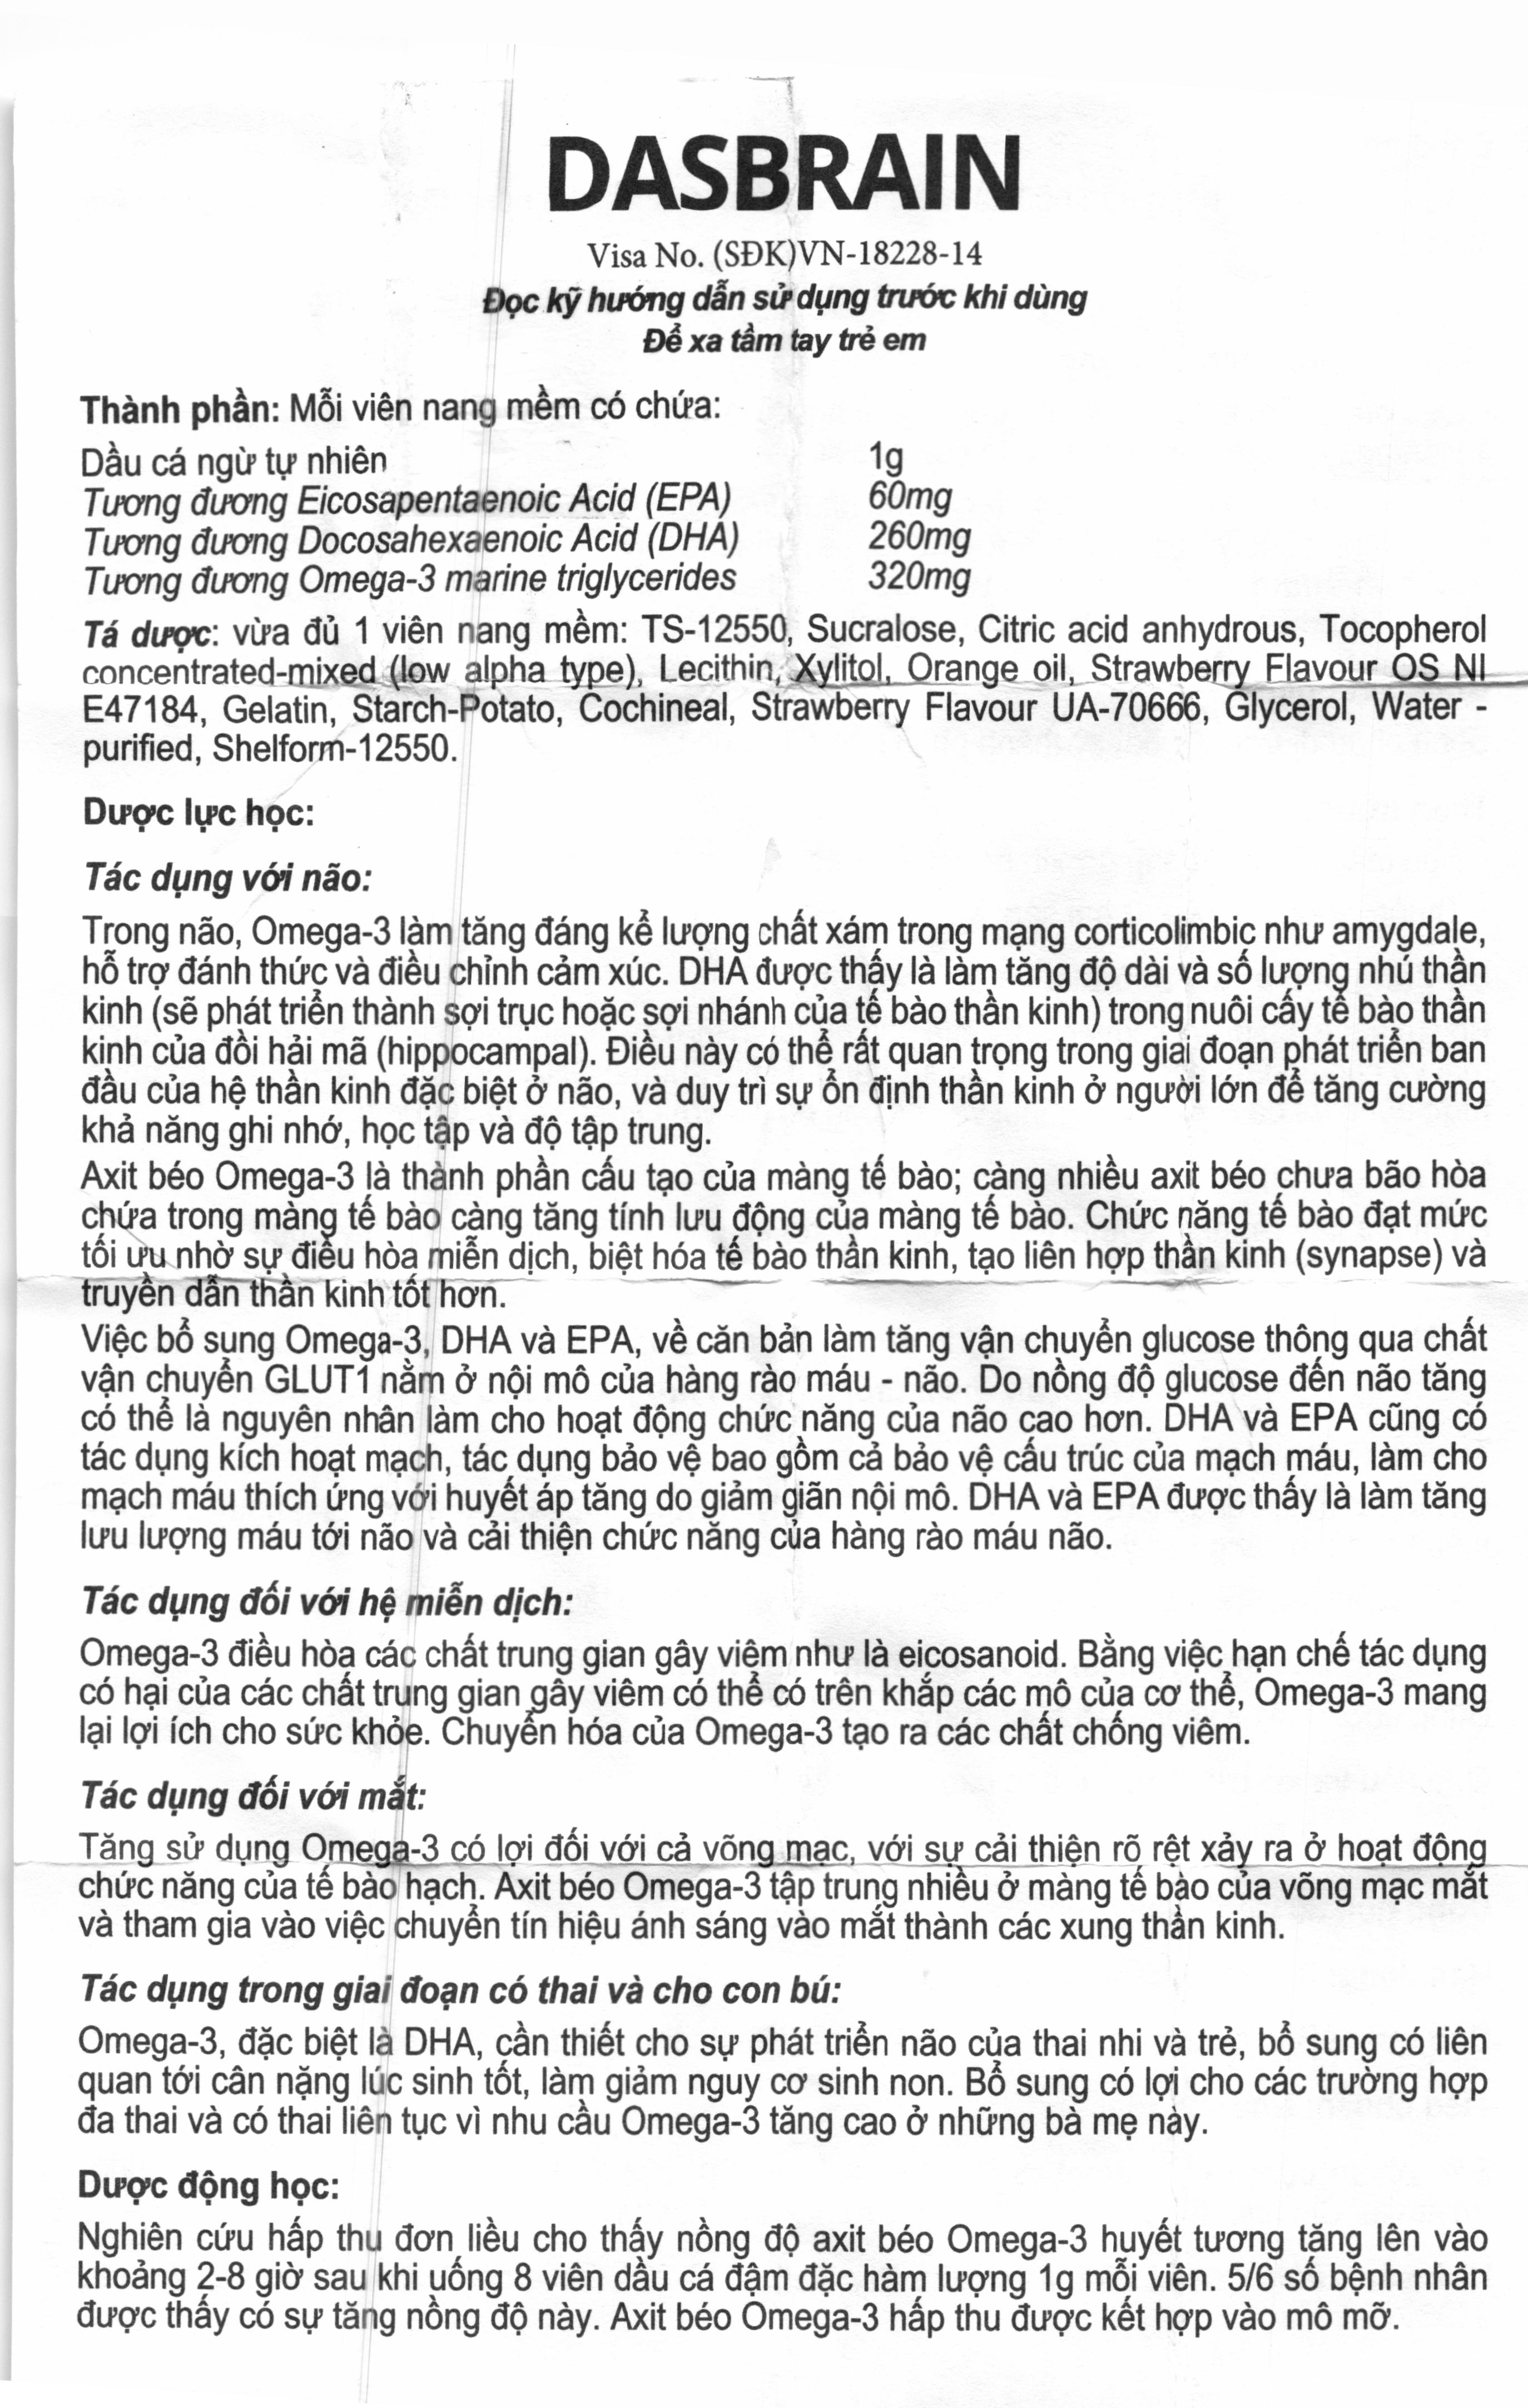 DASBRAIN
Visa No. (SĐK)VN-18228-14
Đọc kỹ hướng dẫn sử dụng trước khi dùng
Để xa tầm tay trẻ em
Thành phần: Mỗi viên nang mềm có chứa:
Dầu cá ngừ tự nhiên 1g
Tương đương Eicosapentaenoic Acid (EPA) 60mg
Tương đương Docosahexaenoic Acid (DHA) 260mg
Tương đương Omega-3 marine triglycerides 320mg
Tá dược: vừa đủ 1 viên nang mềm: TS-12550, Sucralose, Citric acid anhydrous, Tocopherol
concentrated-mixed (low alpha type), Lecithin, Xylitol, Orange oil, Strawberry Flavour OS NI
E47184, Gelatin, Starch-Potato, Cochineal, Strawberry Flavour UA-70666, Glycerol, Water -
purified, Shelform-12550.
Dược lực học:
Tác dụng với não:
Trong não, Omega-3 làm tăng đáng kể lượng chất xám trong mạng corticolimbic như amygdale,
hỗ trợ đánh thức và điều chỉnh cảm xúc. DHA được thấy là làm tăng độ dài và số lượng nhú thần
kinh (sẽ phát triển thành sợi trục hoặc sợi nhánh của tế bào thần kinh) trong nuôi cấy tế bào thần
kinh của đồi hải mã (hippocampal). Điều này có thể rất quan trọng trong giai đoạn phát triển ban
đầu của hệ thần kinh đặc biệt ở não, và duy trì sự ổn định thần kinh ở người lớn để tăng cường
khả năng ghi nhớ, học tập và độ tập trung.
Axit béo Omega-3 là thành phần cấu tạo của màng tế bào; càng nhiều axit béo chưa bão hòa
chứa trong màng tế bào càng tăng tính lưu động của màng tế bào. Chức năng tế bào đạt mức
tối ưu nhờ sự điều hòa miễn dịch, biệt hóa tế bào thần kinh, tạo liên hợp thần kinh (synapse) và
truyền dẫn thần kinh tốt hơn.
Việc bổ sung Omega-3, DHA và EPA, về căn bản làm tăng vận chuyển glucose thông qua chất
vận chuyển GLUT1 nằm ở nội mô của hàng rào máu - não. Do nồng độ glucose đến não tăng
có thể là nguyên nhân làm cho hoạt động chức năng của não cao hơn. DHA và EPA cũng có
tác dụng kích hoạt mạch, tác dụng bảo vệ bao gồm cả bảo vệ cấu trúc của mạch máu, làm cho
mạch máu thích ứng với huyết áp tăng do giảm giãn nội mô. DHA và EPA được thấy là làm tăng
lưu lượng máu tới não và cải thiện chức năng của hàng rào máu não.
Tác dụng đối với hệ miễn dịch:
Omega-3 điều hòa các chất trung gian gây viêm như là eicosanoid. Bằng việc hạn chế tác dụng
có hại của các chất trung gian gây viêm có thể có trên khắp các mô của cơ thể, Omega-3 mang
lại lợi ích cho sức khỏe. Chuyển hóa của Omega-3 tạo ra các chất chống viêm.
Tác dụng đối với mắt:
Tăng sử dụng Omega-3 có lợi đối với cả võng mạc, với sự cải thiện rõ rệt xảy ra ở hoạt động
chức năng của tế bào hạch. Axit béo Omega-3 tập trung nhiều ở màng tế bào của võng mạc mắt
và tham gia vào việc chuyển tín hiệu ánh sáng vào mắt thành các xung thần kinh.
Tác dụng trong giai đoạn có thai và cho con bú:
Omega-3, đặc biệt là DHA, cần thiết cho sự phát triển não của thai nhi và trẻ, bổ sung có liên
quan tới cân nặng lúc sinh tốt, làm giảm nguy cơ sinh non. Bổ sung có lợi cho các trường hợp
đa thai và có thai liên tục vì nhu cầu Omega-3 tăng cao ở những bà mẹ này.
Dược động học:
Nghiên cứu hấp thu đơn liều cho thấy nồng độ axit béo Omega-3 huyết tương tăng lên vào
khoảng 2-8 giờ sau khi uống 8 viên dầu cá đậm đặc hàm lượng 1g mỗi viên. 5/6 số bệnh nhân
được thấy có sự tăng nồng độ này. Axit béo Omega-3 hấp thu được kết hợp vào mô mỡ.